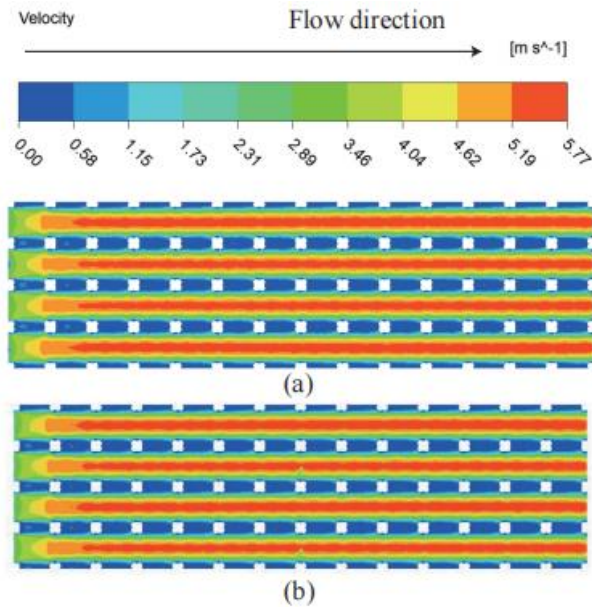 Velocity
Flow direction
[m s^-1]
0.00 0.58 1.15 1.73 2.31 2.89 3.46 4.04 4.62 5.19 5.77
(a)
(b)